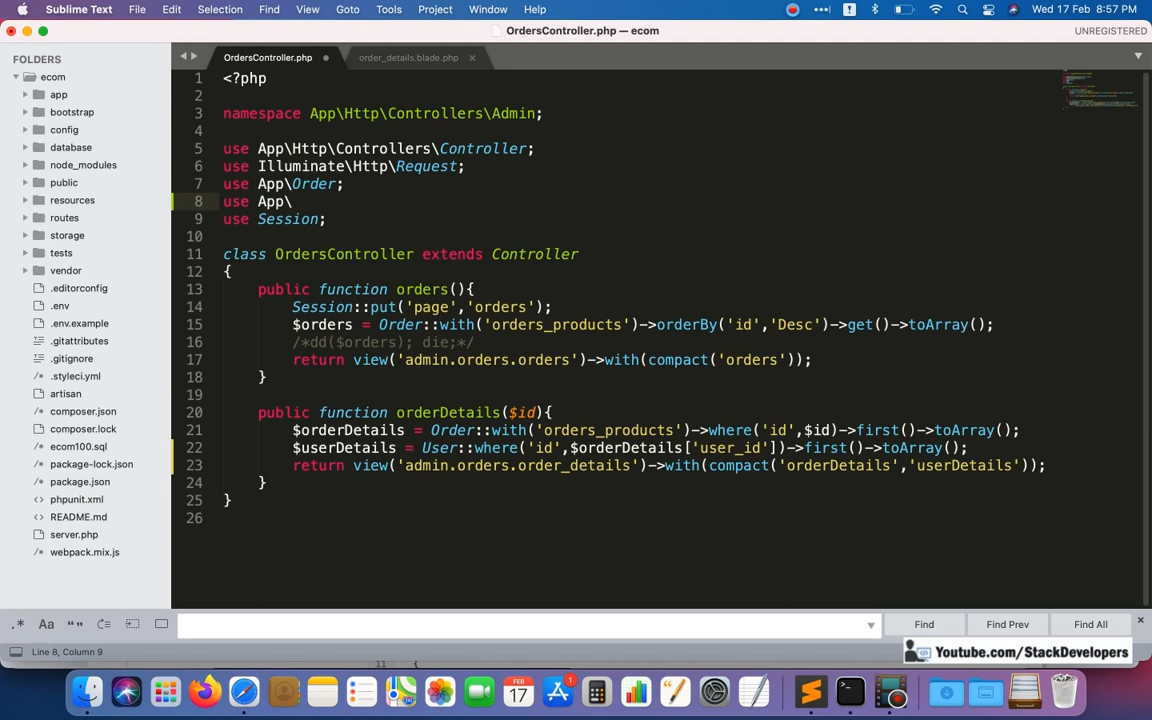 Sublime Text File Edit Selection Find View Goto Tools Project Window Help Wed 17 Feb 8:57 PM
OrdersController.php — ecom UNREGISTERED
FOLDERS
ecom
app
bootstrap
config
database
node_modules
public
resources
routes
storage
tests
vendor
.editorconfig
.env
.env.example
.gitattributes
.gitignore
.styleci.yml
artisan
composer.json
composer.lock
ecom100.sql
package-lock.json
package.json
phpunit.xml
README.md
server.php
webpack.mix.js
OrdersController.php order_details.blade.php
1 <?php
2
3 namespace App\Http\Controllers\Admin;
4
5 use App\Http\Controllers\Controller;
6 use Illuminate\Http\Request;
7 use App\Order;
8 use App\
9 use Session;
10
11 class OrdersController extends Controller
12 {
13 public function orders(){
14 Session::put('page','orders');
15 $orders = Order::with('orders_products')->orderBy('id','Desc')->get()->toArray();
16 /*dd($orders); die;*/
17 return view('admin.orders.orders')->with(compact('orders'));
18 }
19
20 public function orderDetails($id){
21 $orderDetails = Order::with('orders_products')->where('id',$id)->first()->toArray();
22 $userDetails = User::where('id',$orderDetails['user_id'])->first()->toArray();
23 return view('admin.orders.order_details')->with(compact('orderDetails','userDetails'));
24 }
25 }
26
.* Aa Find Find Prev Find All
Line 8, Column 9
11 {
Youtube.com/StackDevelopers
FEB
17
1